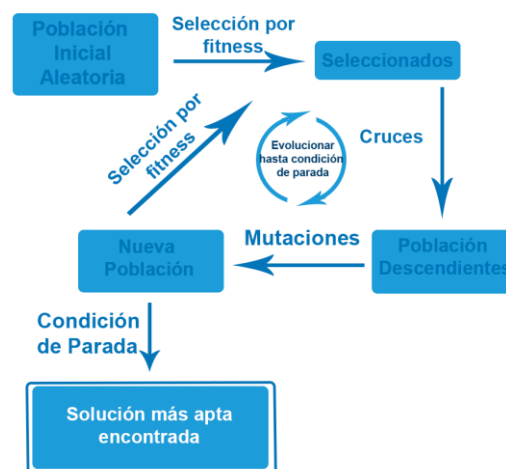 Población
Inicial
Aleatoria
Selección por
fitness
Seleccionados
Selección por
fitness
Evolucionar
hasta condición
de parada
Cruces
Nueva
Población
Mutaciones
Población
Descendientes
Condición
de Parada
Solución más apta
encontrada